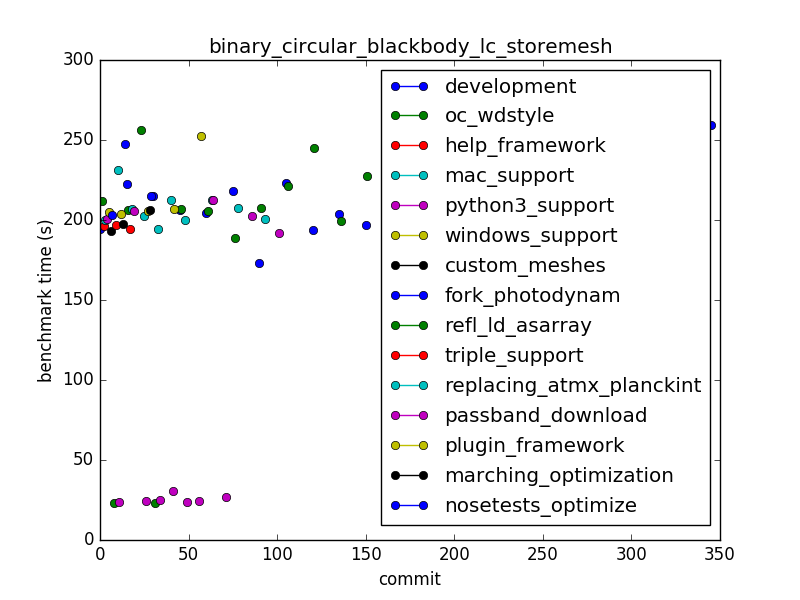 binary_circular_blackbody_lc_storemesh
300
250
200
150
100
50
0
benchmark time (s)
development
oc_wdstyle
help_framework
mac_support
python3_support
windows_support
custom_meshes
fork_photodynam
refl_ld_asarray
triple_support
replacing_atmx_planckint
passband_download
plugin_framework
marching_optimization
nosetests_optimize
0 50 100 150 200 250 300 350
commit